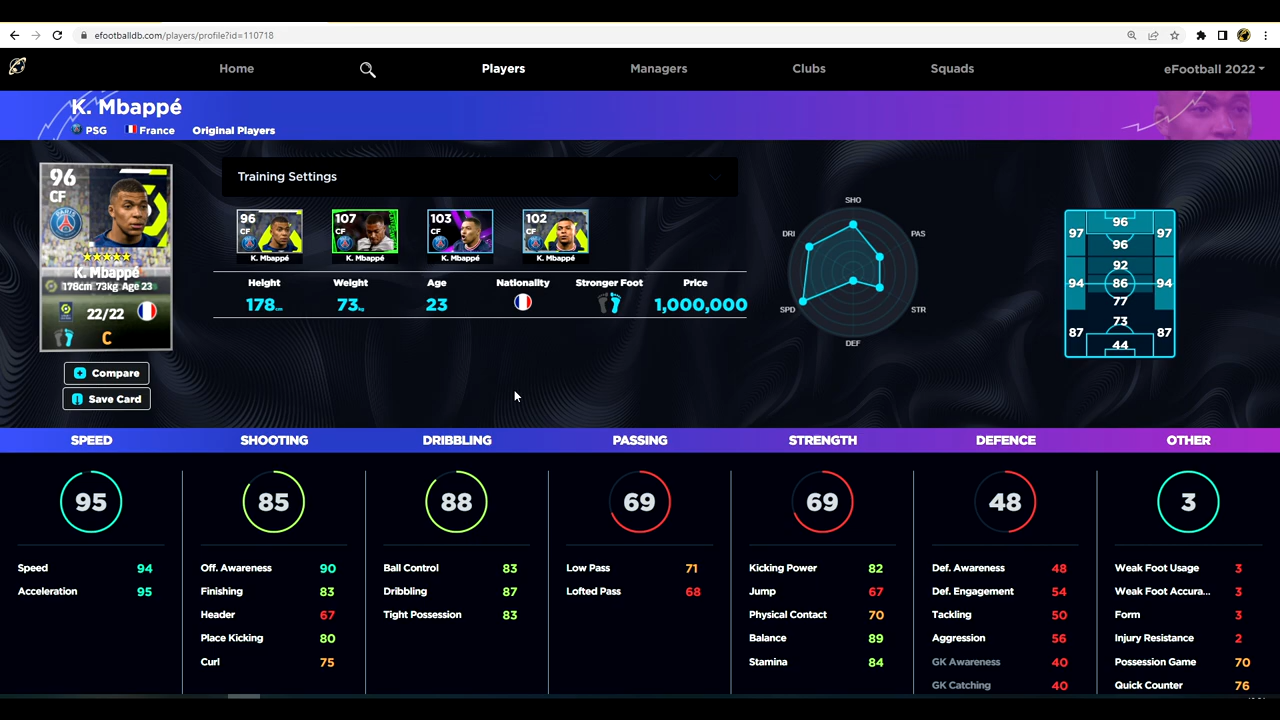 efootballdb.com/players/profile?id=110718
Home Players Managers Clubs Squads eFootball 2022
K. Mbappé
PSG France Original Players
96
CF
K. Mbappé
178cm 73kg Age 23
22/22
C
Compare
Save Card
Training Settings
96 CF K. Mbappé
107 CF K. Mbappé
103 CF K. Mbappé
102 CF K. Mbappé
Height Weight Age Nationality Stronger Foot Price
178cm 73kg 23 1,000,000
SHO
DRI PAS
SPD STR
DEF
96
97 97
96
92
94 86 94
77
73
87 87
44
SPEED SHOOTING DRIBBLING PASSING STRENGTH DEFENCE OTHER
95 85 88 69 69 48 3
Speed 94 Off. Awareness 90 Ball Control 83 Low Pass 71 Kicking Power 82 Def. Awareness 48 Weak Foot Usage 3
Acceleration 95 Finishing 83 Dribbling 87 Lofted Pass 68 Jump 67 Def. Engagement 54 Weak Foot Accura... 3
Header 67 Tight Possession 83 Physical Contact 70 Tackling 50 Form 3
Place Kicking 80 Balance 89 Aggression 56 Injury Resistance 2
Curl 75 Stamina 84 GK Awareness 40 Possession Game 70
GK Catching 40 Quick Counter 76